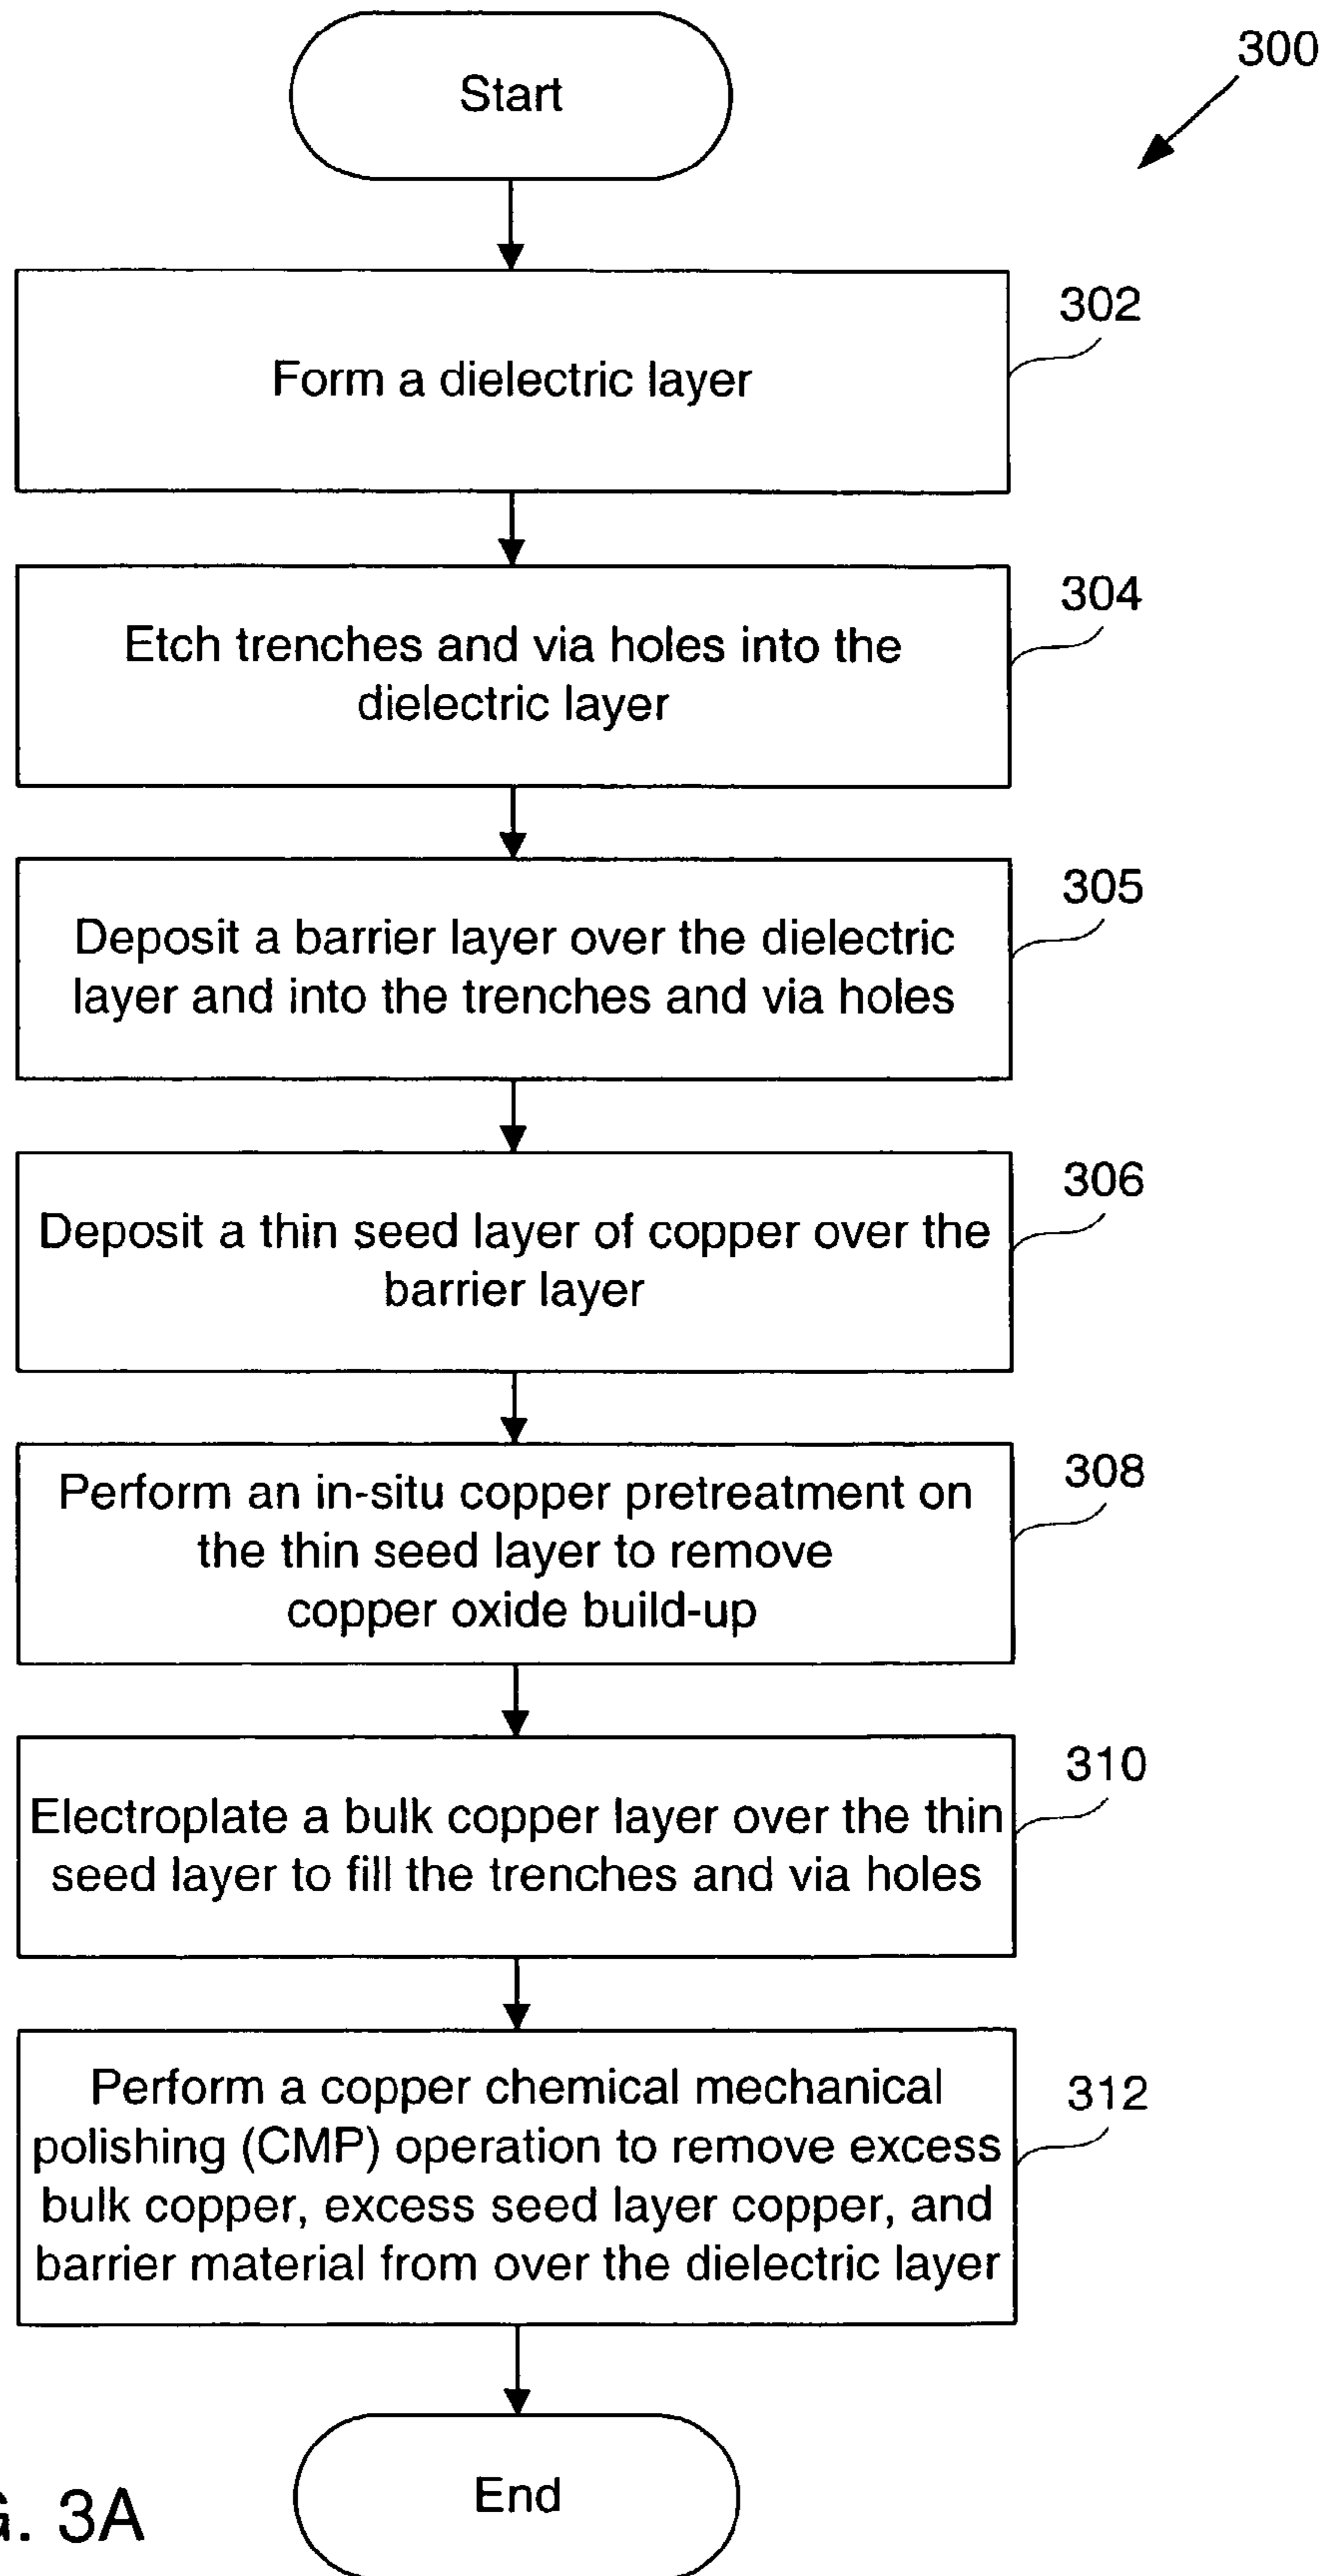 Start
300
Form a dielectric layer
302
Etch trenches and via holes into the
dielectric layer
304
Deposit a barrier layer over the dielectric
layer and into the trenches and via holes
305
Deposit a thin seed layer of copper over the
barrier layer
306
Perform an in-situ copper pretreatment on
the thin seed layer to remove
copper oxide build-up
308
Electroplate a bulk copper layer over the thin
seed layer to fill the trenches and via holes
310
Perform a copper chemical mechanical
polishing (CMP) operation to remove excess
bulk copper, excess seed layer copper, and
barrier material from over the dielectric layer
312
End
G. 3A